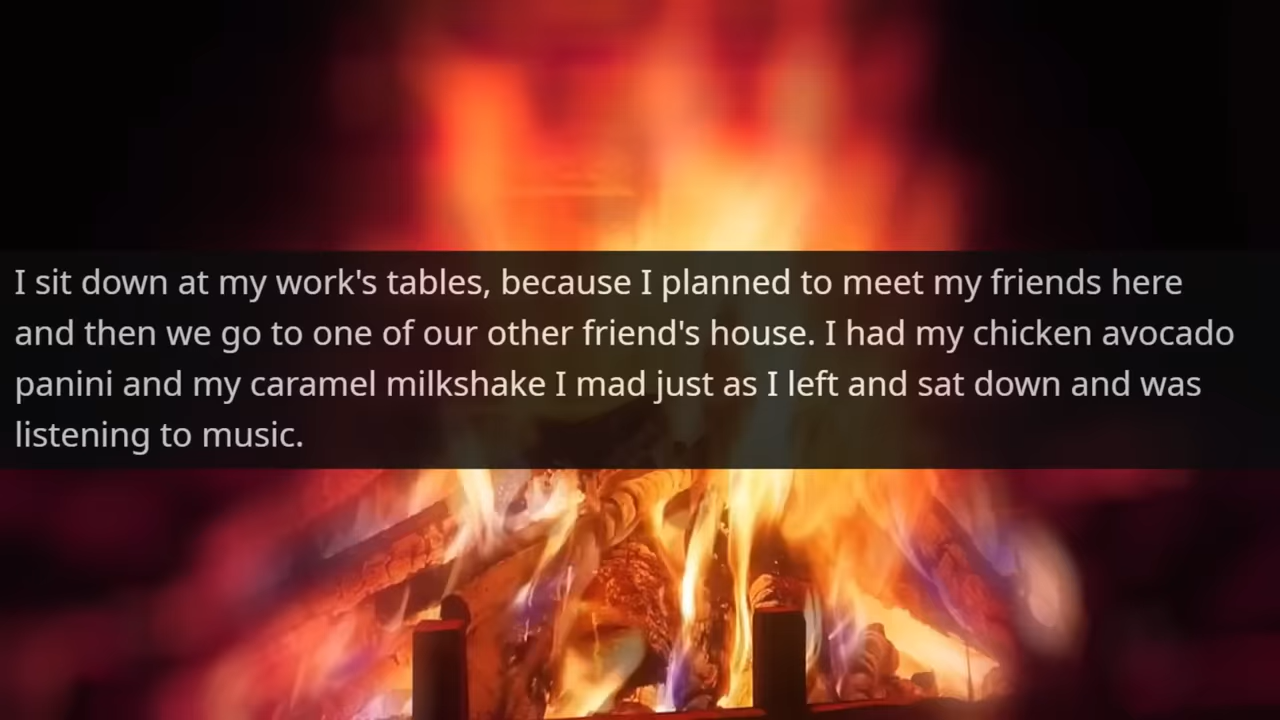 I sit down at my work's tables, because I planned to meet my friends here
and then we go to one of our other friend's house. I had my chicken avocado
panini and my caramel milkshake I mad just as I left and sat down and was
listening to music.